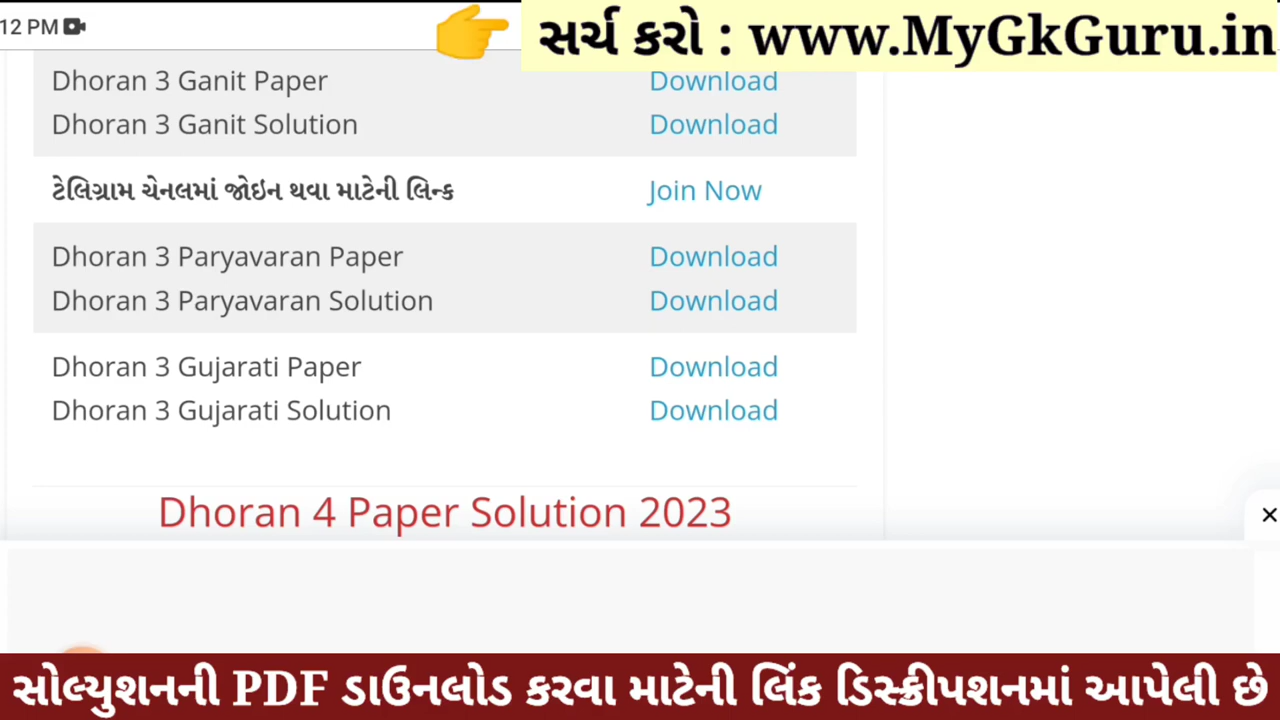 12 PM
સર્ચ કરો : www.MyGkGuru.in
Dhoran 3 Ganit Paper Download
Dhoran 3 Ganit Solution Download
ટેલિગ્રામ ચેનલમાં જોઇન થવા માટેની લિન્ક Join Now
Dhoran 3 Paryavaran Paper Download
Dhoran 3 Paryavaran Solution Download
Dhoran 3 Gujarati Paper Download
Dhoran 3 Gujarati Solution Download
Dhoran 4 Paper Solution 2023
સોલ્યુશનની PDF ડાઉનલોડ કરવા માટેની લિંક ડિસ્ક્રીપશનમાં આપેલી છે